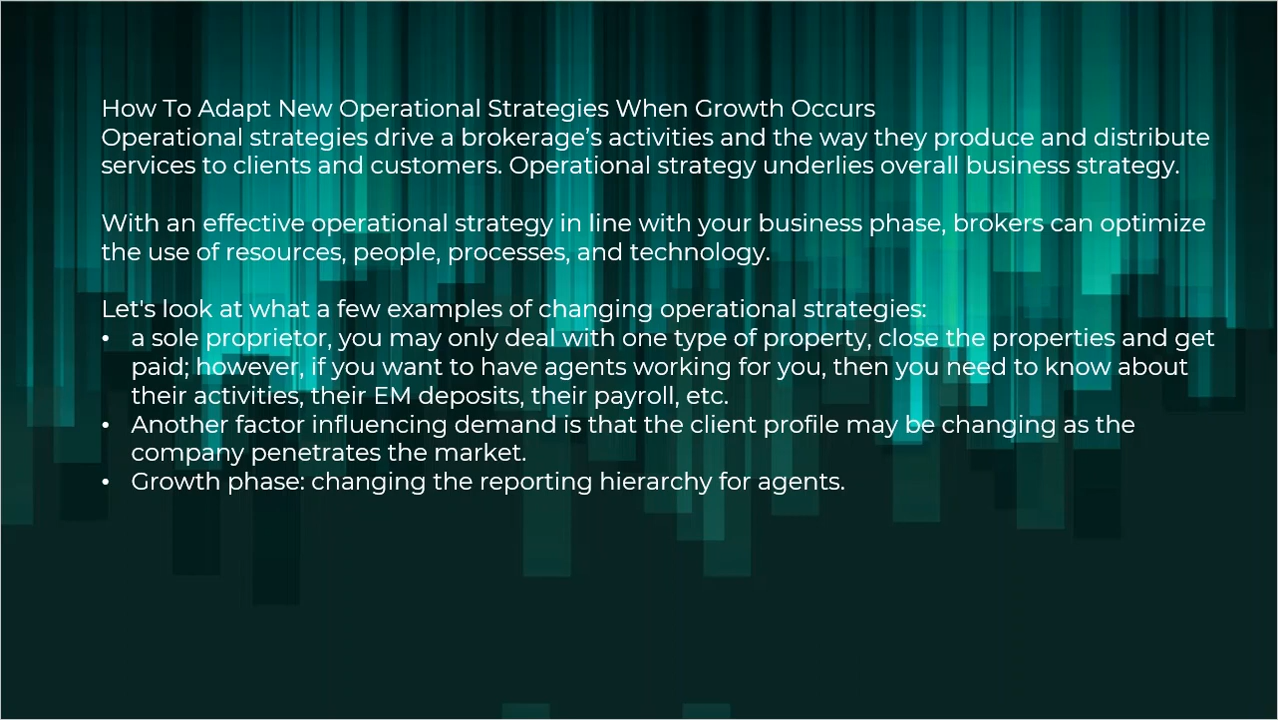 How To Adapt New Operational Strategies When Growth Occurs
Operational strategies drive a brokerage’s activities and the way they produce and distribute
services to clients and customers. Operational strategy underlies overall business strategy.
With an effective operational strategy in line with your business phase, brokers can optimize
the use of resources, people, processes, and technology.
Let's look at what a few examples of changing operational strategies:
• a sole proprietor, you may only deal with one type of property, close the properties and get
paid; however, if you want to have agents working for you, then you need to know about
their activities, their EM deposits, their payroll, etc.
• Another factor influencing demand is that the client profile may be changing as the
company penetrates the market.
• Growth phase: changing the reporting hierarchy for agents.